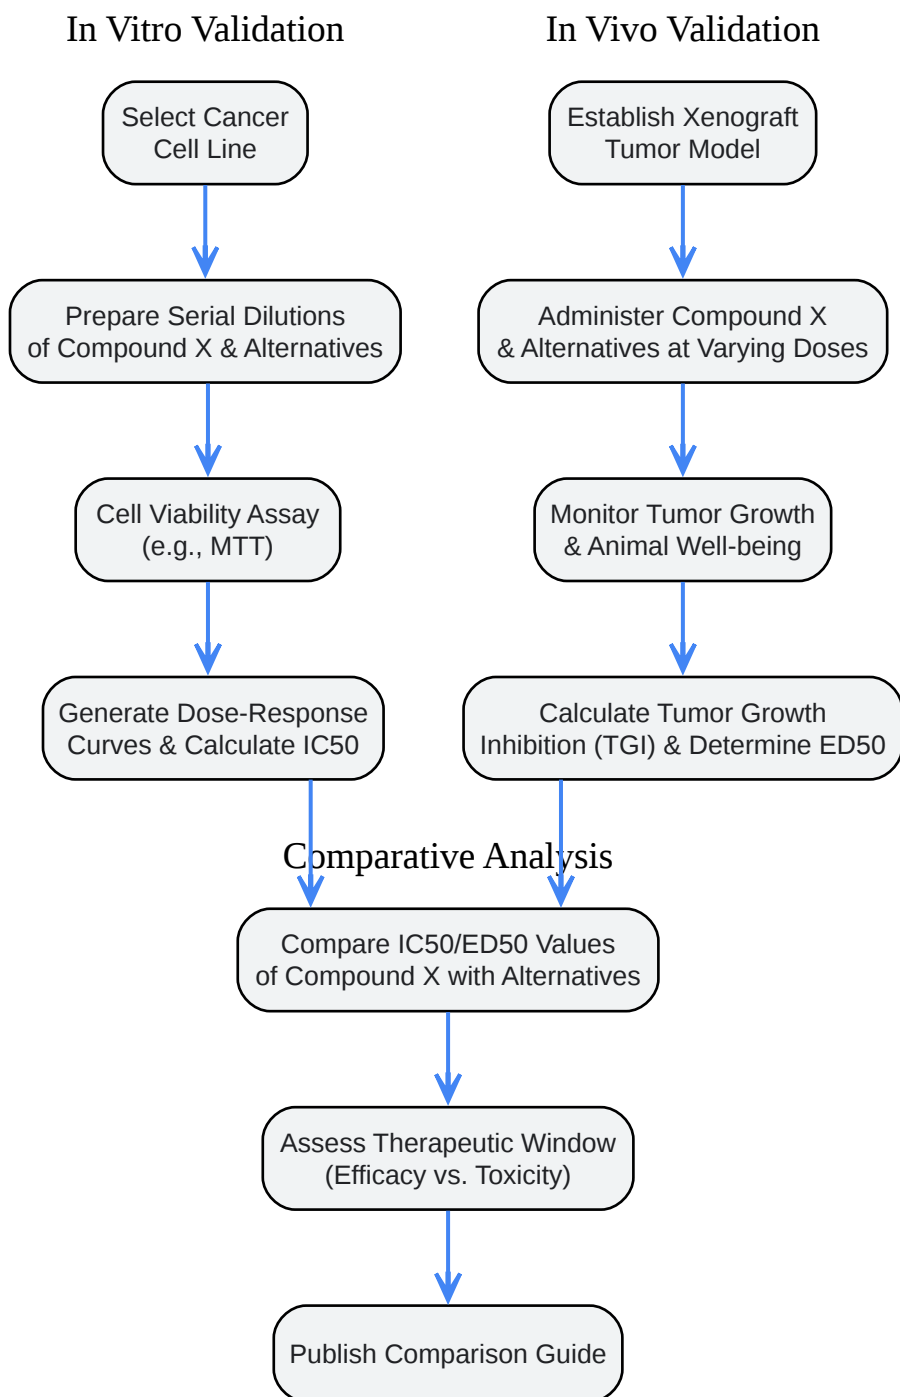 In Vitro Validation
Select Cancer
Cell Line
Prepare Serial Dilutions
of Compound X & Alternatives
Cell Viability Assay
(e.g., MTT)
Generate Dose-Response
Curves & Calculate IC50
In Vivo Validation
Establish Xenograft
Tumor Model
Administer Compound X
& Alternatives at Varying Doses
Monitor Tumor Growth
& Animal Well-being
Calculate Tumor Growth
Inhibition (TGI) & Determine ED50
Comparative Analysis
Compare IC50/ED50 Values
of Compound X with Alternatives
Assess Therapeutic Window
(Efficacy vs. Toxicity)
Publish Comparison Guide